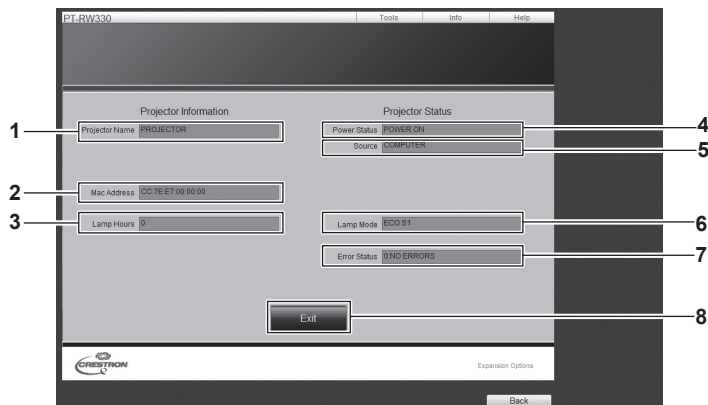 PT-RW330
Tools Info Help
Projector Information
Projector Status
1
Projector Name PROJECTOR
Power Status POWER ON
4
Source COMPUTER
5
2
Mac Address CC:7E:E7:00:00:00
3
Lamp Hours 0
Lamp Mode ECO S1
6
Error Status 0:NO ERRORS
7
Exit
8
CRESTRON
Expansion Options
Back